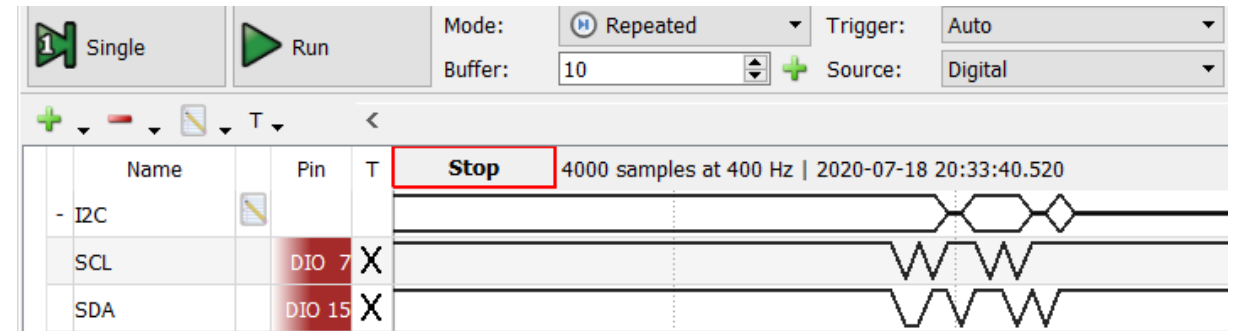 1 Single Run Mode: Repeated Trigger: Auto
Buffer: 10 Source: Digital
T <
Name Pin T Stop 4000 samples at 400 Hz | 2020-07-18 20:33:40.520
- I2C
SCL DIO 7 X
SDA DIO 15 X